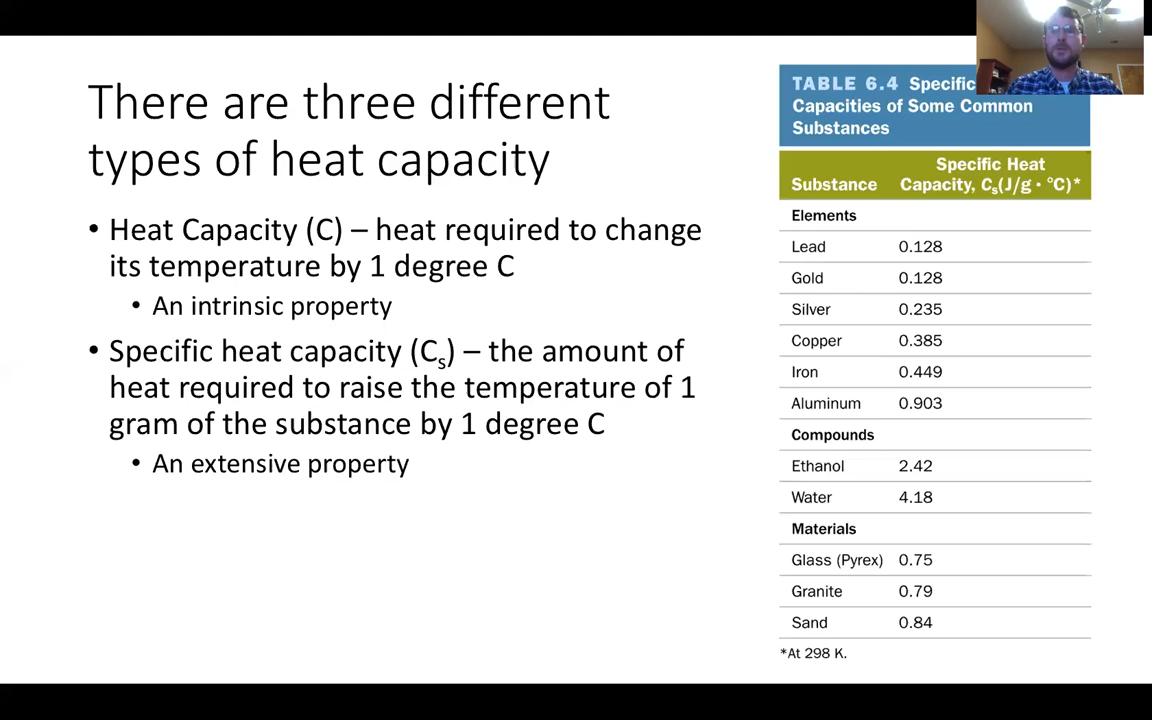 There are three different
types of heat capacity
• Heat Capacity (C) – heat required to change
its temperature by 1 degree C
• An intrinsic property
• Specific heat capacity (Cs) – the amount of
heat required to raise the temperature of 1
gram of the substance by 1 degree C
• An extensive property
TABLE 6.4 Specific
Capacities of Some Common
Substances
Specific Heat
Substance Capacity, Cs(J/g · °C)*
Elements
Lead 0.128
Gold 0.128
Silver 0.235
Copper 0.385
Iron 0.449
Aluminum 0.903
Compounds
Ethanol 2.42
Water 4.18
Materials
Glass (Pyrex) 0.75
Granite 0.79
Sand 0.84
*At 298 K.